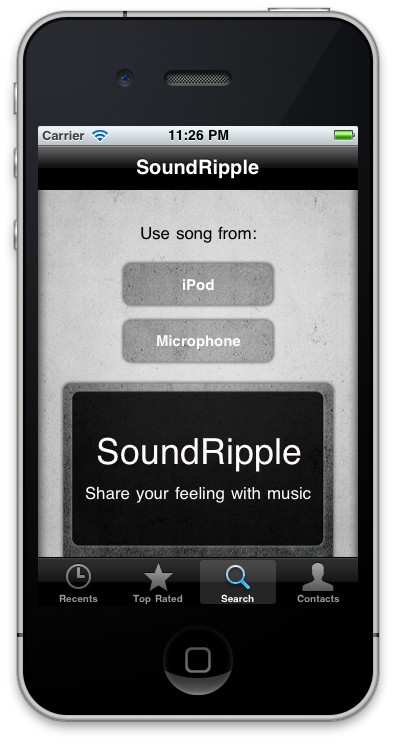 Carrier 11:26 PM
SoundRipple
Use song from:
iPod
Microphone
SoundRipple
Share your feeling with music
Recents Top Rated Search Contacts